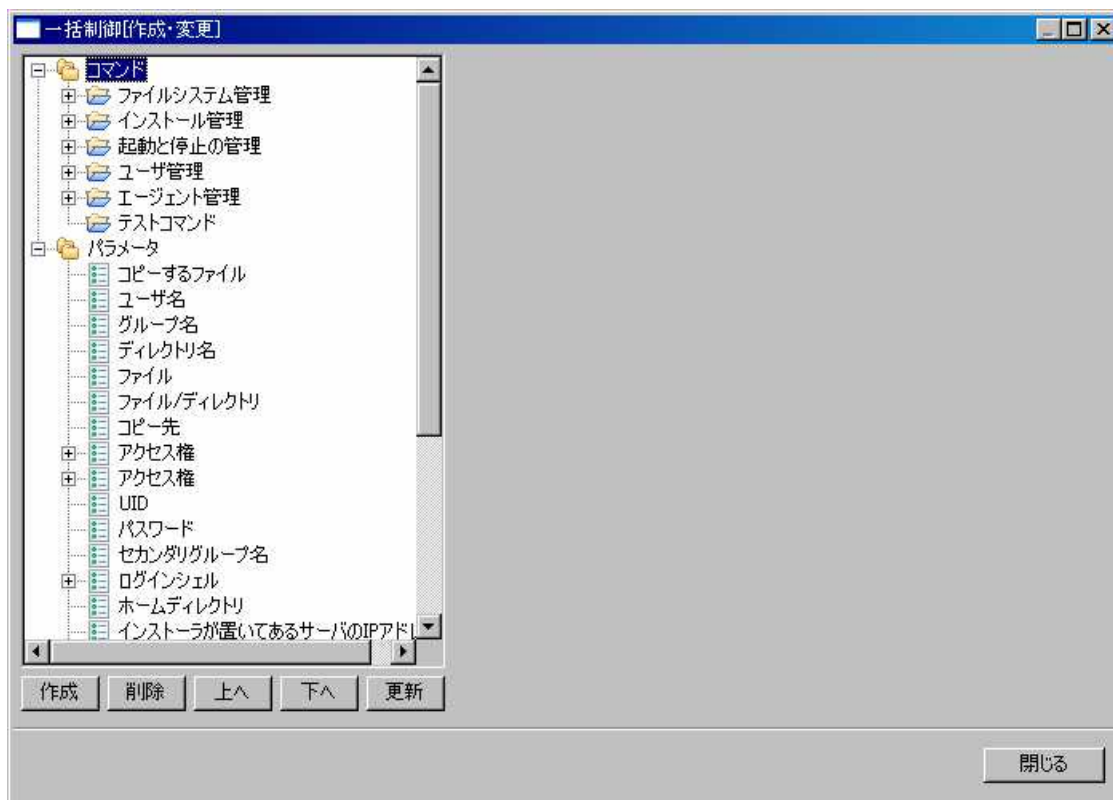 一括制御[作成・変更]
コマンド
ファイルシステム管理
インストール管理
起動と停止の管理
ユーザ管理
エージェント管理
テストコマンド
パラメータ
コピーするファイル
ユーザ名
グループ名
ディレクトリ名
ファイル
ファイル/ディレクトリ
コピー先
アクセス権
アクセス権
UID
パスワード
セカンダリグループ名
ログインシェル
ホームディレクトリ
インストーラが置いてあるサーバのIPアドレ
作成 削除 上へ 下へ 更新
閉じる